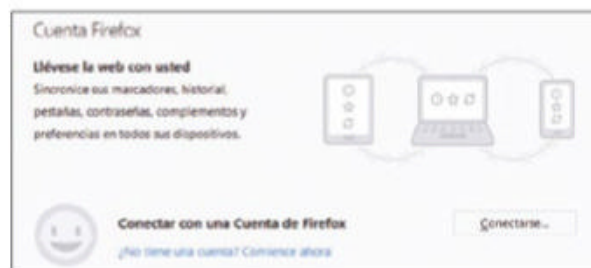 Cuenta Firefox
Llévese la web con usted
Sincronice sus marcadores, historial,
pestañas, contraseñas, complementos y
preferencias en todos sus dispositivos.
Conectar con una Cuenta de Firefox
Conectarse...
¿No tiene una cuenta? Comience ahora